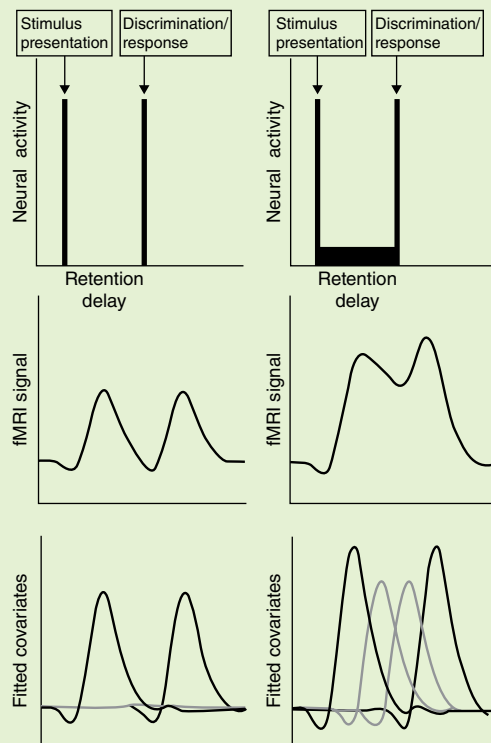 Stimulus
presentation
Discrimination/
response
Stimulus
presentation
Discrimination/
response
Neural activity
Neural activity
Retention
delay
Retention
delay
fMRI signal
fMRI signal
Fitted covariates
Fitted covariates